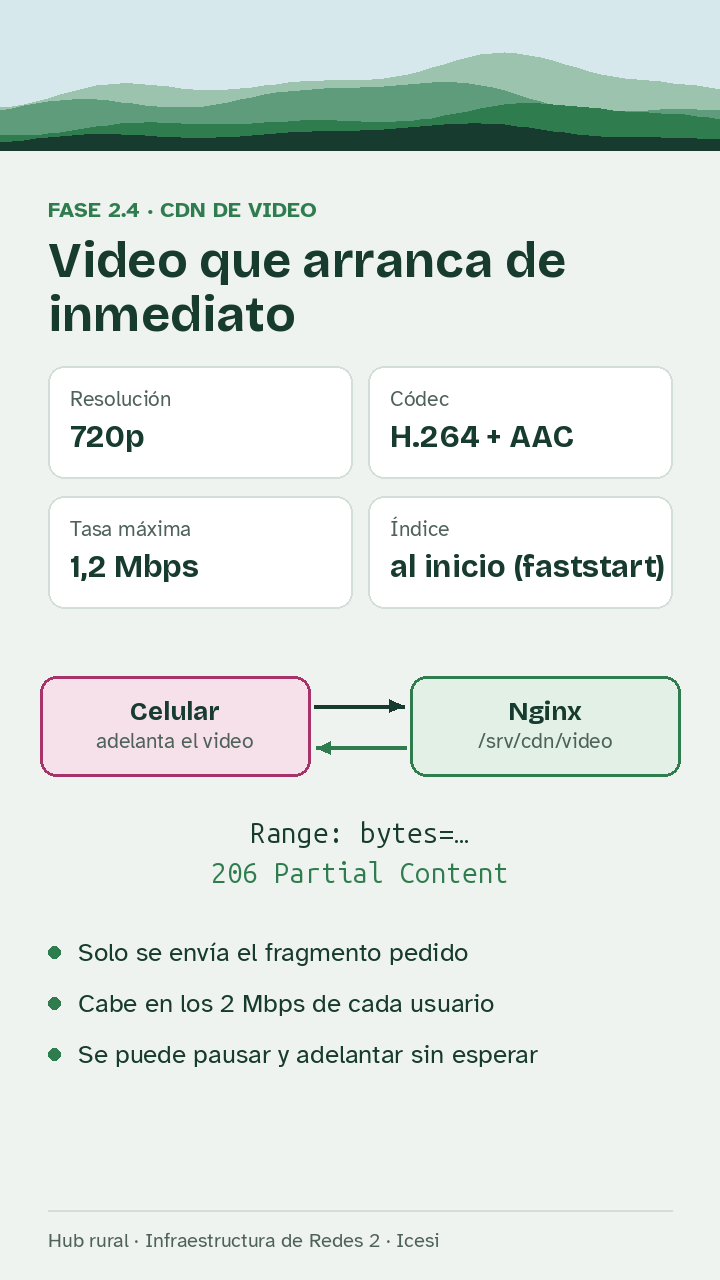 FASE 2.4 · CDN DE VIDEO
Video que arranca de
inmediato
Resolución
720p
Códec
H.264 + AAC
Tasa máxima
1,2 Mbps
Índice
al inicio (faststart)
Celular
adelanta el video
Nginx
/srv/cdn/video
Range: bytes=…
206 Partial Content
Solo se envía el fragmento pedido
Cabe en los 2 Mbps de cada usuario
Se puede pausar y adelantar sin esperar
Hub rural · Infraestructura de Redes 2 · Icesi